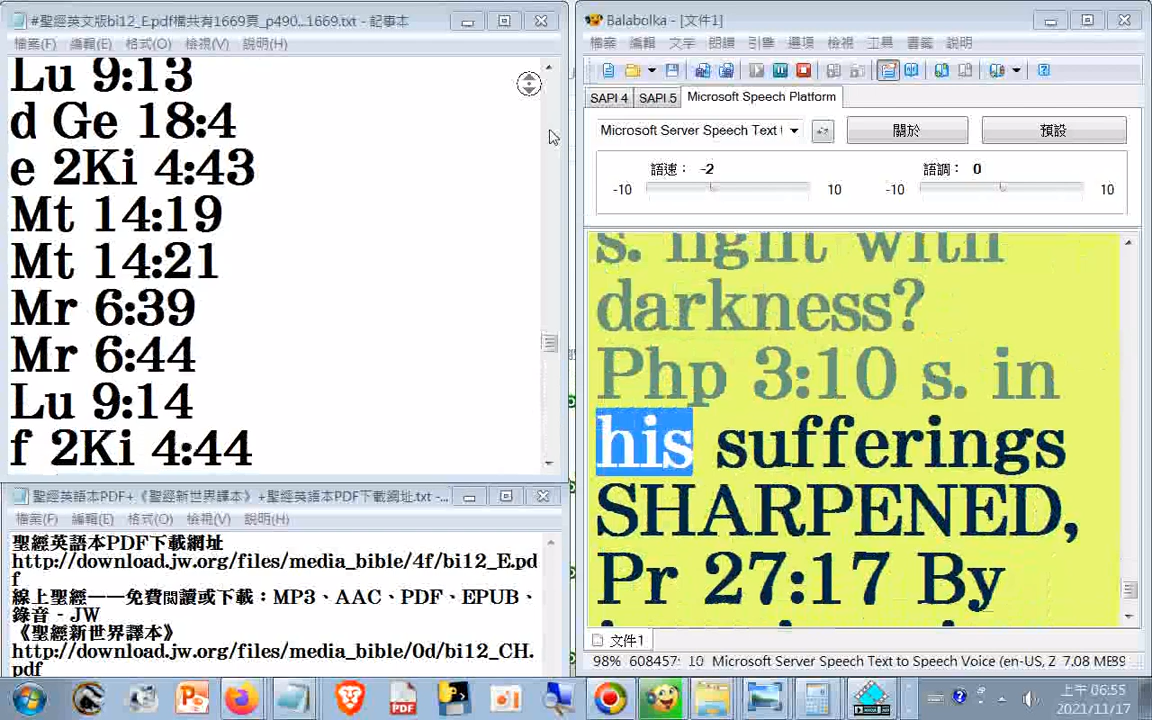 #聖經英文版bi12_E.pdf檔共有1669頁_p490...1669.txt - 記事本
檔案(F) 編輯(E) 格式(O) 檢視(V) 說明(H)
Lu 9:13
d Ge 18:4
e 2Ki 4:43
Mt 14:19
Mt 14:21
Mr 6:39
Mr 6:44
Lu 9:14
f 2Ki 4:44
聖經英語本PDF+《聖經新世界譯本》+聖經英語本PDF下載網址.txt -...
檔案(F) 編輯(E) 格式(O) 檢視(V) 說明(H)
聖經英語本PDF下載網址
http://download.jw.org/files/media_bible/4f/bi12_E.pd
f
線上聖經——免費閱讀或下載：MP3、AAC、PDF、EPUB、
錄音 - JW
《聖經新世界譯本》
http://download.jw.org/files/media_bible/0d/bi12_CH.
pdf
Balabolka - [文件1]
檔案 編輯 文字 朗讀 引擎 選項 檢視 工具 書籤 說明
SAPI 4 SAPI 5 Microsoft Speech Platform
Microsoft Server Speech Text t
關於 預設
語速： -2 語調： 0
-10 10 -10 10
s. light with
darkness?
Php 3:10 s. in
his sufferings
SHARPENED,
Pr 27:17 By
文件1
98% 608457: 10 Microsoft Server Speech Text to Speech Voice (en-US, Z 7.08 MB
PDF
上午 06:55
2021/11/17